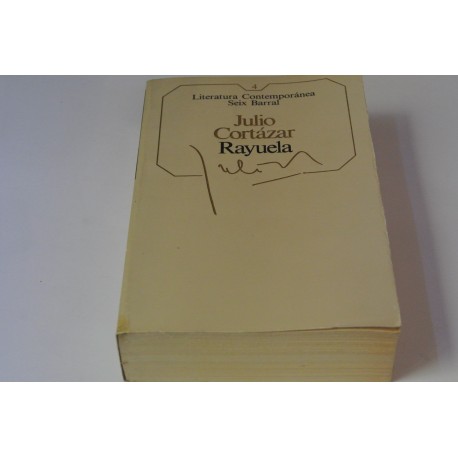 4
Literatura Contemporánea
Seix Barral
Julio
Cortázar
Rayuela